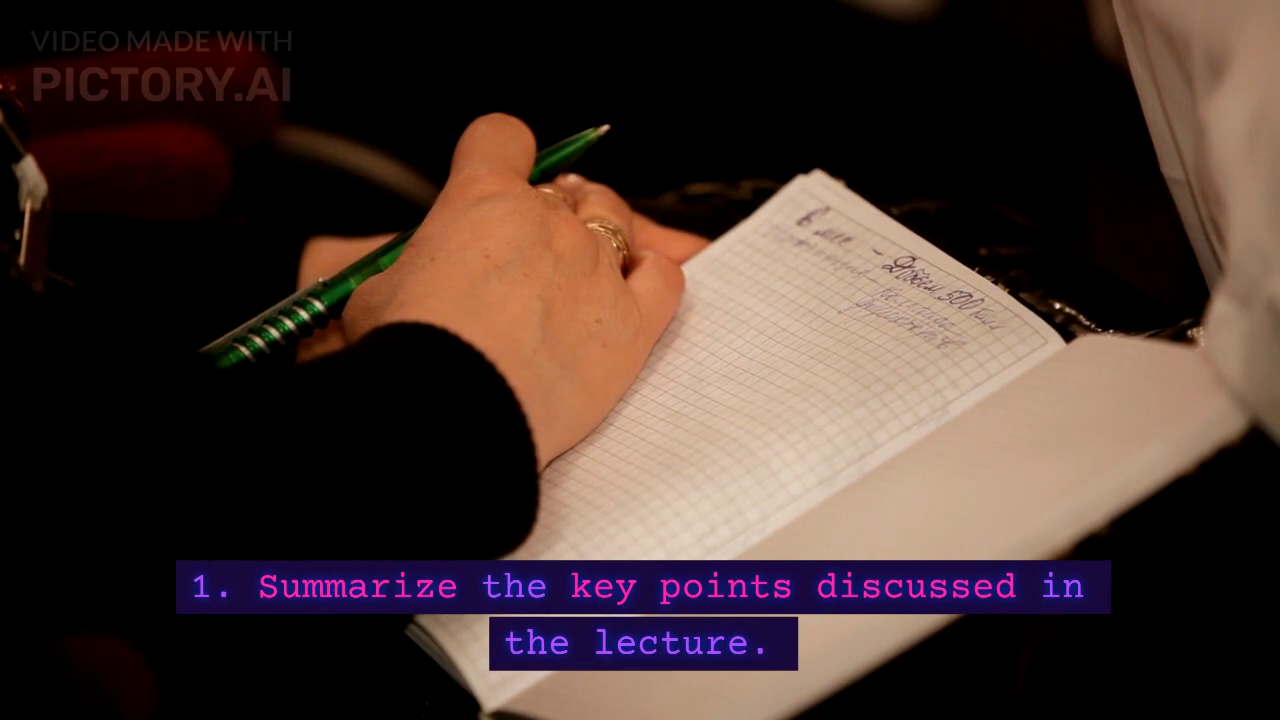 VIDEO MADE WITH
PICTORY.AI
1. Summarize the key points discussed in
the lecture.